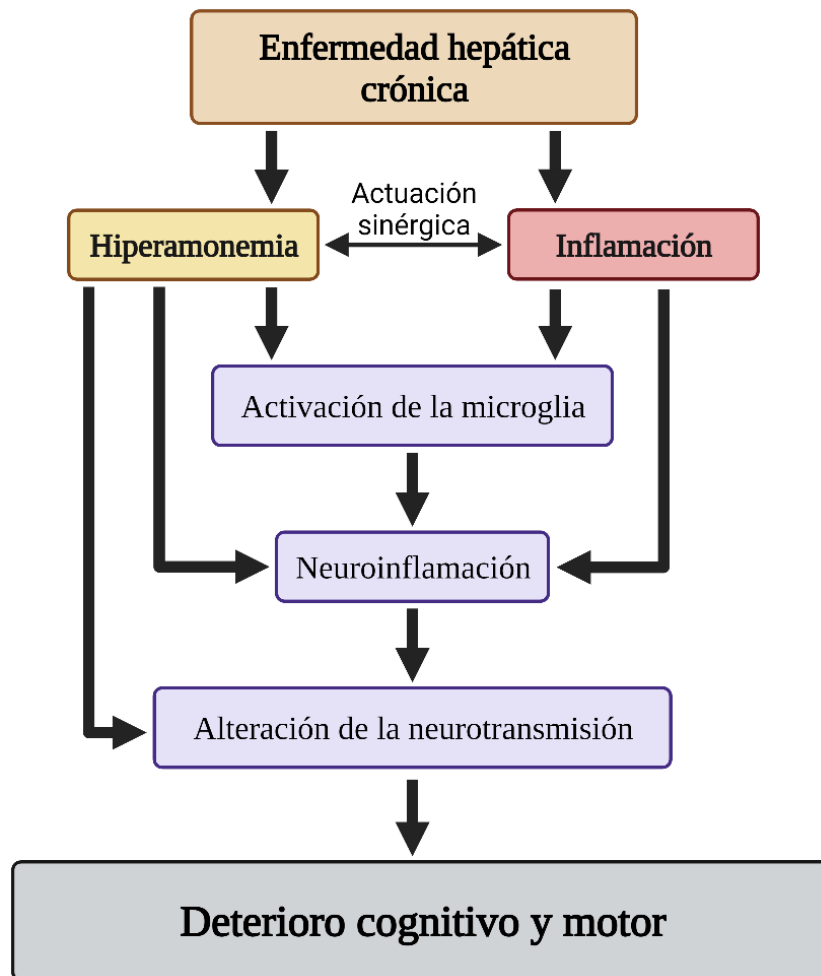 Enfermedad hepática
crónica
Actuación
sinérgica
Hiperamonemia
Inflamación
Activación de la microglia
Neuroinflamación
Alteración de la neurotransmisión
Deterioro cognitivo y motor